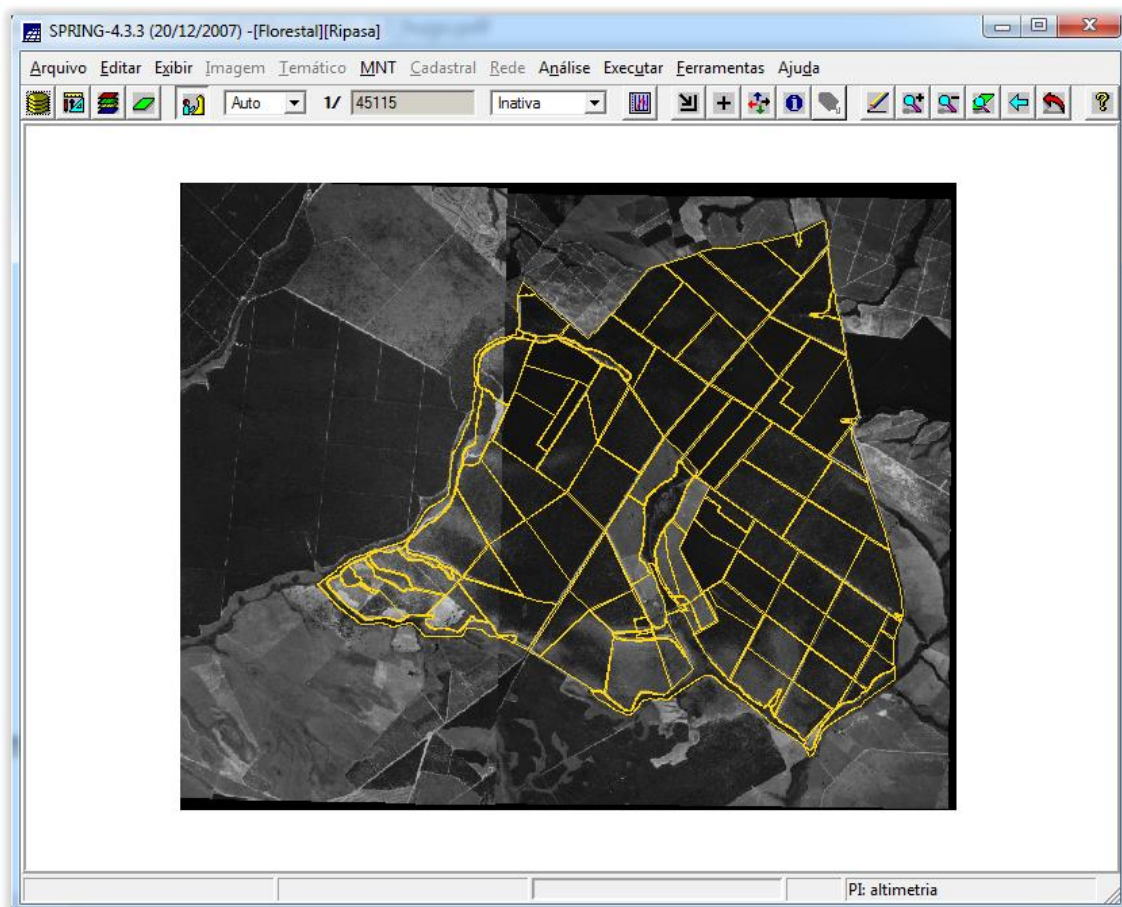 SPRING-4.3.3 (20/12/2007) -[Florestal][Ripasa]
Arquivo Editar Exibir Imagem Temático MNT Cadastral Rede Análise Executar Ferramentas Ajuda
Auto 1/ 45115 Inativa
PI: altimetria